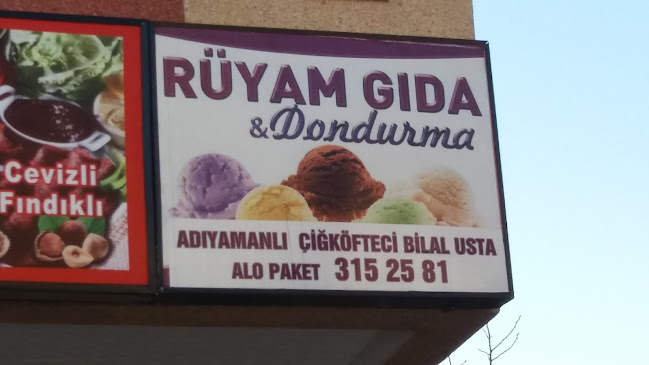 Cevizli
Fındıklı
RÜYAM GIDA
& Dondurma
ADIYAMANLI ÇİĞKÖFTECİ BİLAL USTA
ALO PAKET 315 25 81